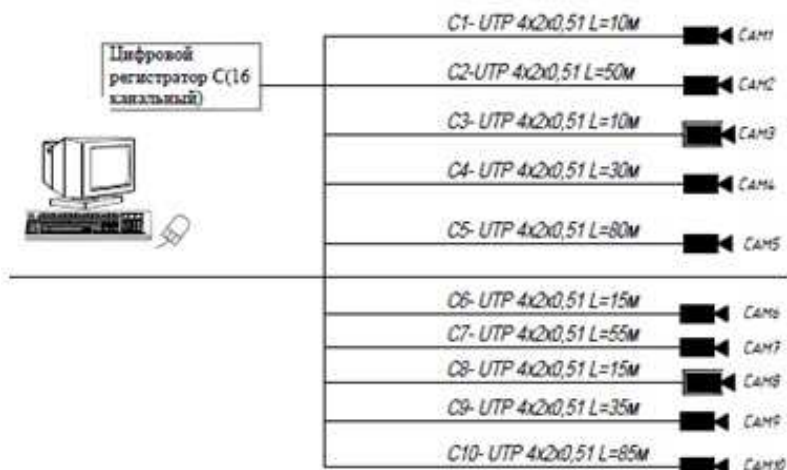 C1- UTP 4x2x0,51 L=10м
CAM1
Цифровой
регистратор С(16
канальный)
C2-UTP 4x2x0,51 L=50м
CAM2
C3- UTP 4x2x0,51 L=10м
CAM3
C4- UTP 4x2x0,51 L=30м
CAM4
C5- UTP 4x2x0,51 L=80м
CAM5
C6- UTP 4x2x0,51 L=15м
CAM6
C7- UTP 4x2x0,51 L=55м
CAM7
C8- UTP 4x2x0,51 L=15м
CAM8
C9- UTP 4x2x0,51 L=35м
CAM9
C10- UTP 4x2x0,51 L=85м
CAM10